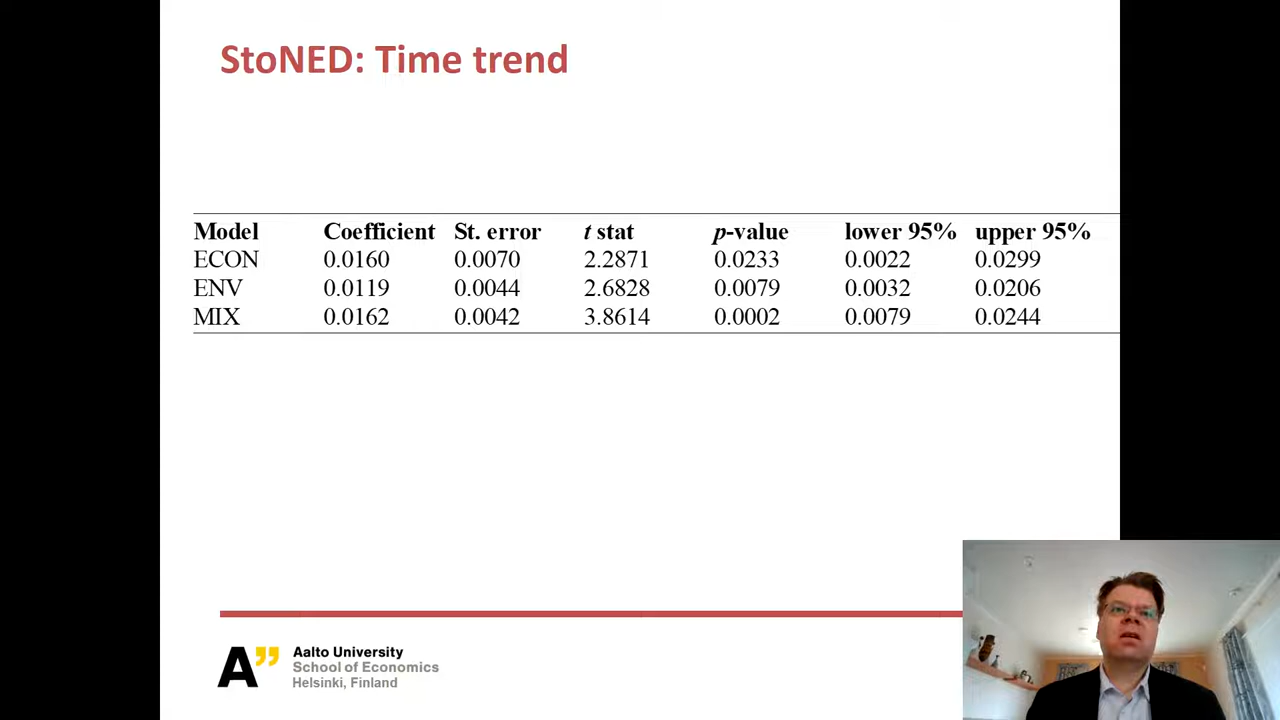 StoNED: Time trend
Model Coefficient St. error t stat p-value lower 95% upper 95%
ECON 0.0160 0.0070 2.2871 0.0233 0.0022 0.0299
ENV 0.0119 0.0044 2.6828 0.0079 0.0032 0.0206
MIX 0.0162 0.0042 3.8614 0.0002 0.0079 0.0244
A”
Aalto University
School of Economics
Helsinki, Finland